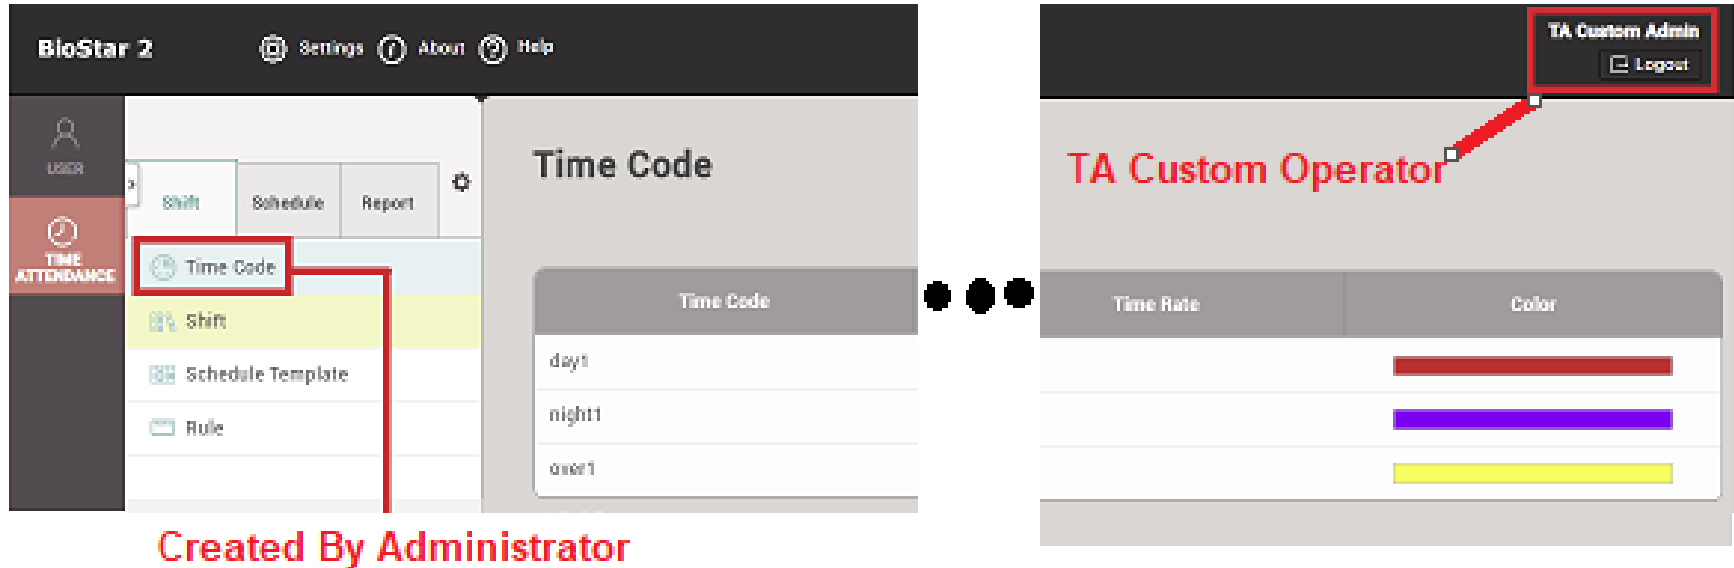 BioStar 2 Settings About Help
TA Custom Admin
Logout
USER
TIME
ATTENDANCE
Shift Schedule Report
Time Code
Shift
Schedule Template
Rule
Time Code
TA Custom Operator
Time Code Time Rate Color
day1
night1
over1
Created By Administrator